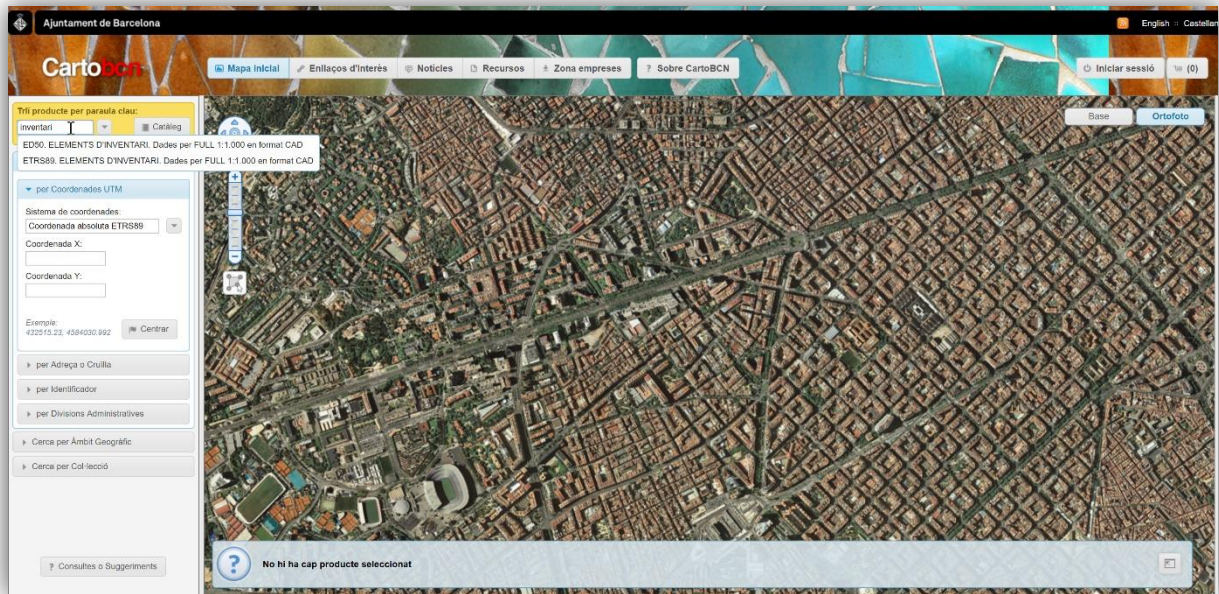 Ajuntament de Barcelona
English :: Castellan
CartoBCN
Mapa inicial
Enllaços d'Interès
Notícies
Recursos
Zona empreses
? Sobre CartoBCN
Iniciar sessió
(0)
Triï producte per paraula clau:
inventari
Catàleg
ED50. ELEMENTS D'INVENTARI. Dades per FULL 1:1.000 en format CAD
ETRS89. ELEMENTS D'INVENTARI. Dades per FULL 1:1.000 en format CAD
Base
Ortofoto
per Coordenades UTM
Sistema de coordenades:
Coordenada absoluta ETRS89
Coordenada X:
Coordenada Y:
Exemple:
432515.23, 4584030.992
Centrar
per Adreça o Cruïlla
per Identificador
per Divisions Administratives
Cerca per Àmbit Geogràfic
Cerca per Col·lecció
? Consultes o Suggeriments
? No hi ha cap producte seleccionat